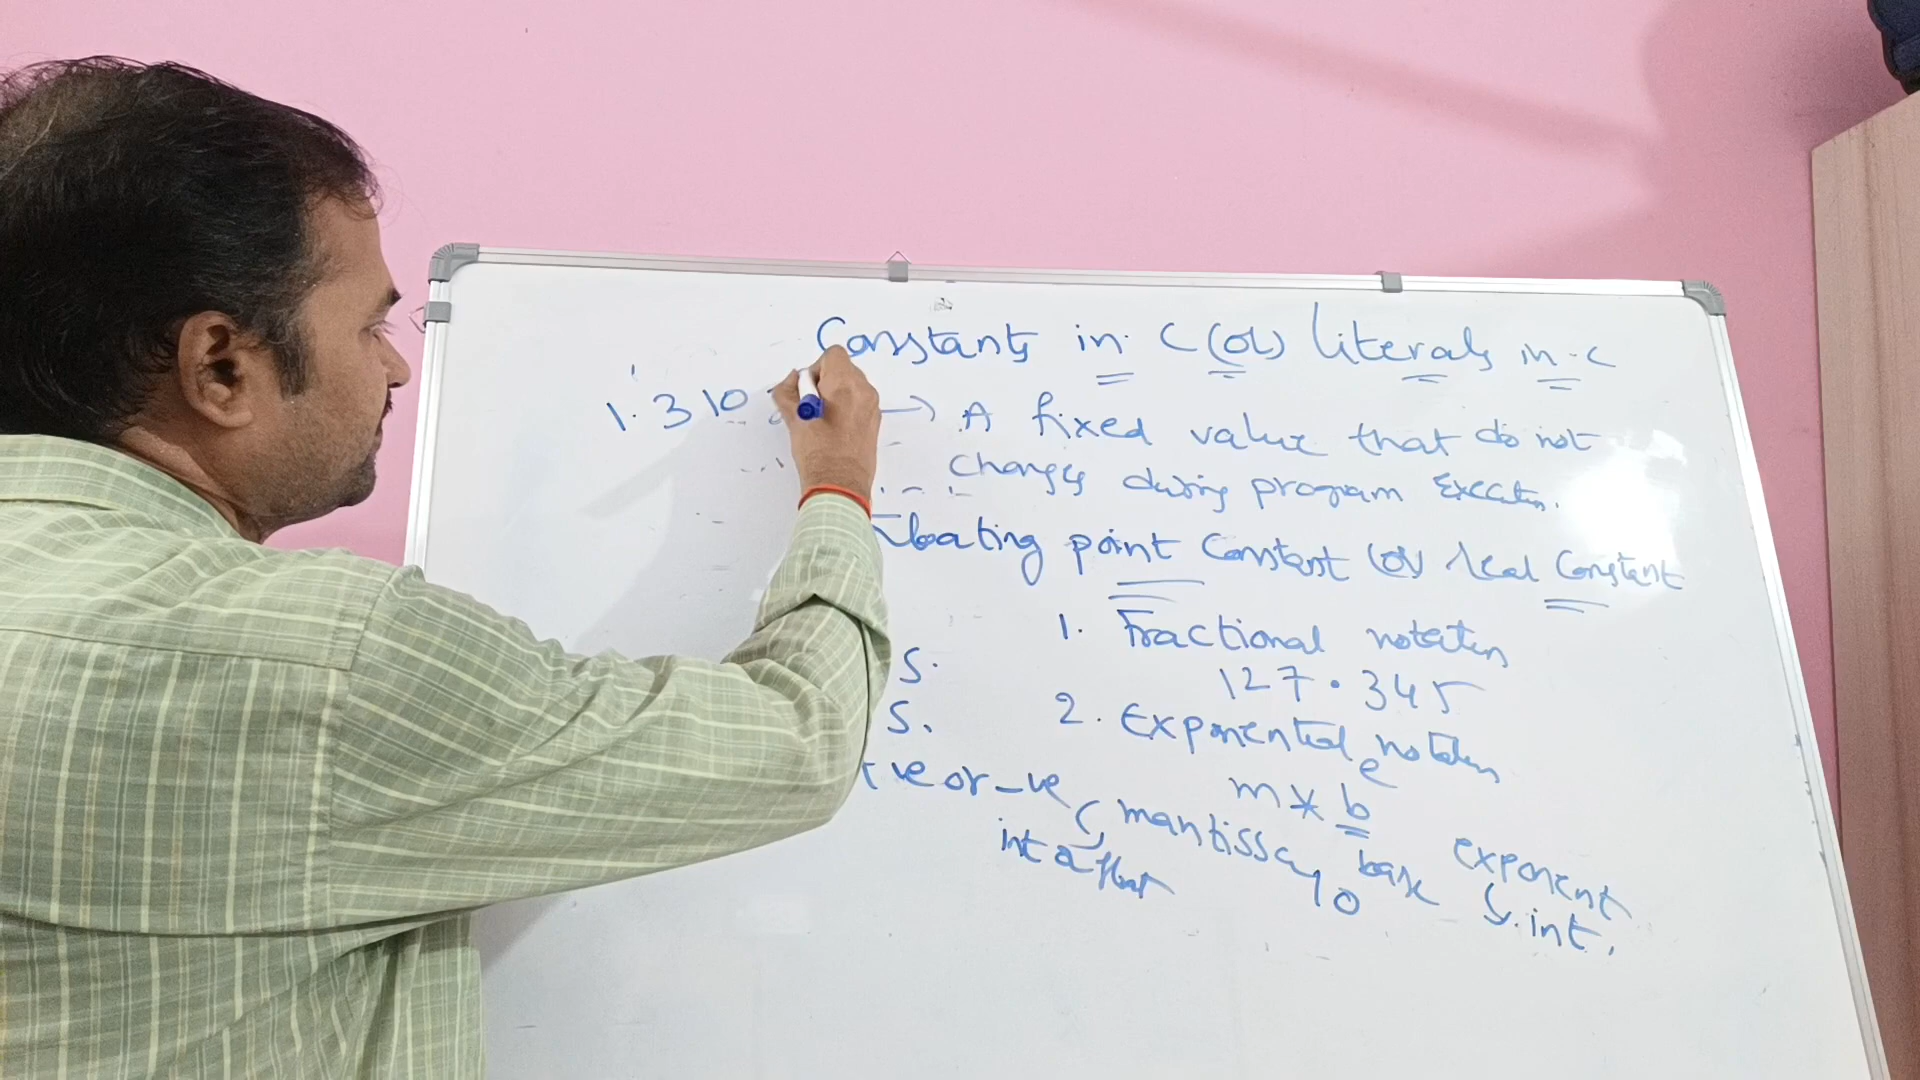 Constants in C (or) literals in C
1. 310
→ A fixed value that do not
changes during program Execution.
Floating point Constant (or) real Constant
1. Fractional notation
S.
127.345
S.
2. Exponential notation
+ve or -ve
m * b e
mantissa
base
exponent
int or float
10
int.